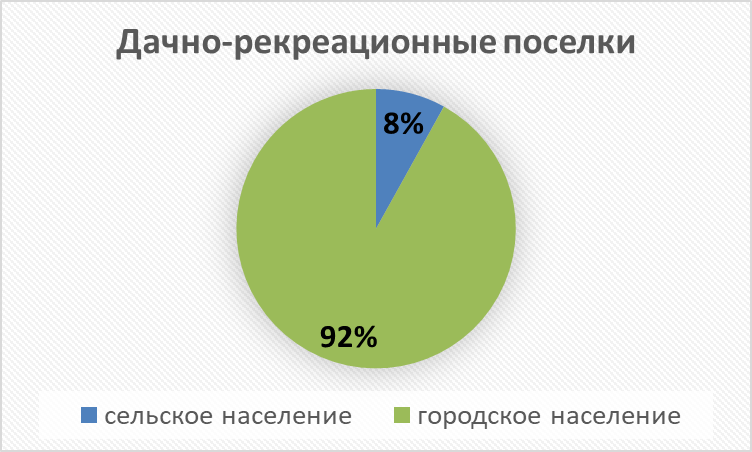 Дачно-рекреационные поселки
8%
92%
сельское население
городское население